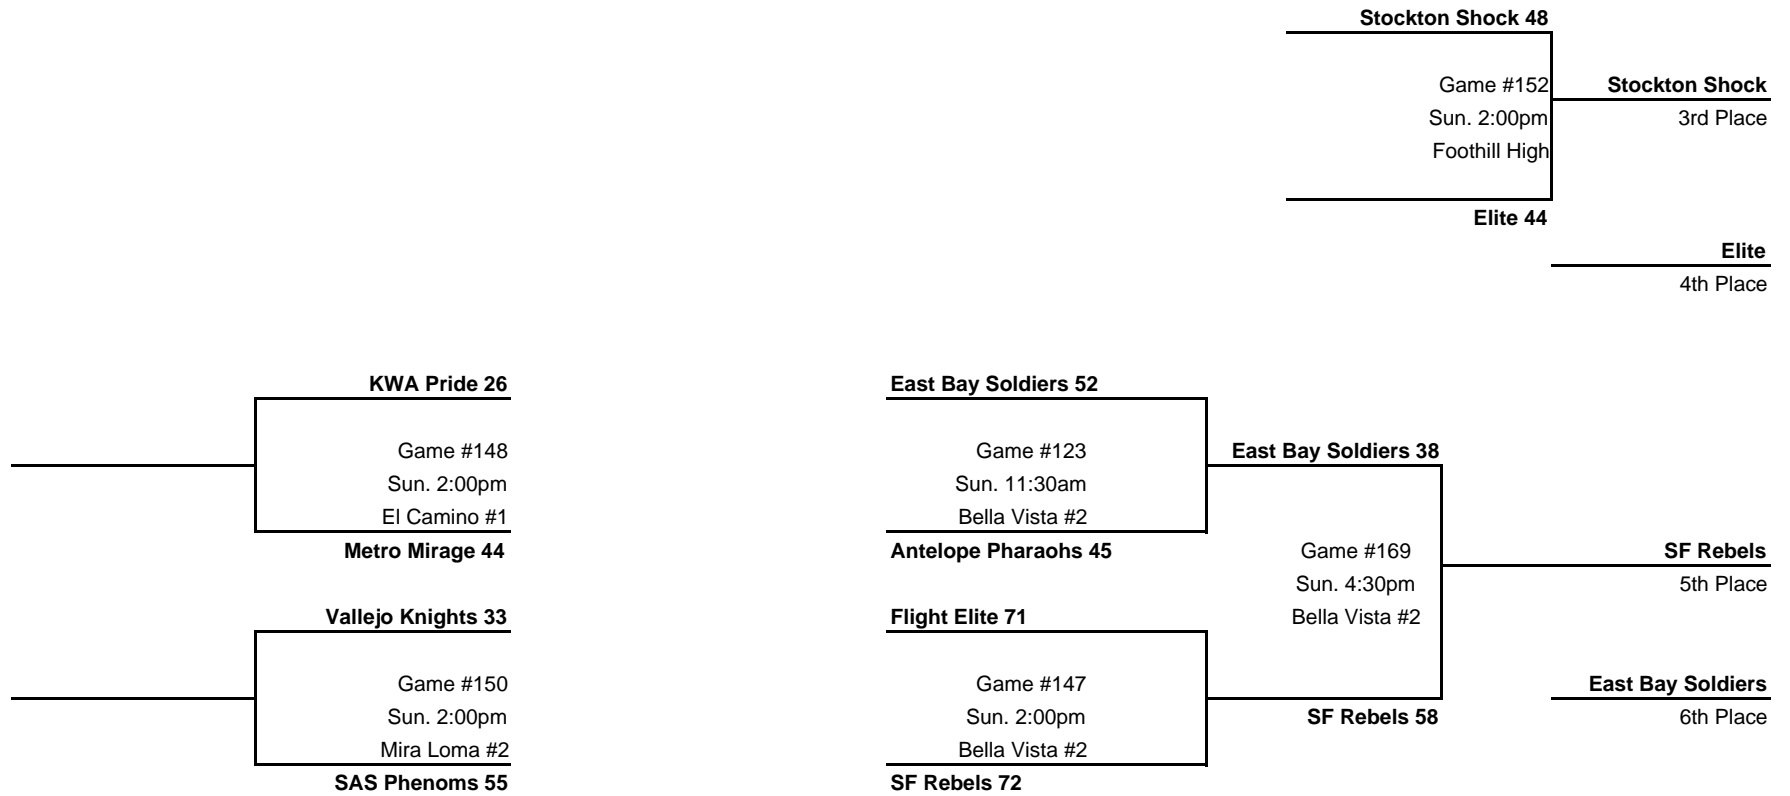 Stockton Shock 48
Game #152
Stockton Shock
Sun. 2:00pm
3rd Place
Foothill High
Elite 44
Elite
4th Place
KWA Pride 26
Game #148
Sun. 2:00pm
El Camino #1
Metro Mirage 44
East Bay Soldiers 52
Game #123
Sun. 11:30am
Bella Vista #2
Antelope Pharaohs 45
East Bay Soldiers 38
Game #169
Sun. 4:30pm
Bella Vista #2
SF Rebels
5th Place
Vallejo Knights 33
Game #150
Sun. 2:00pm
Mira Loma #2
SAS Phenoms 55
Flight Elite 71
Game #147
Sun. 2:00pm
Bella Vista #2
SF Rebels 72
SF Rebels 58
East Bay Soldiers
6th Place